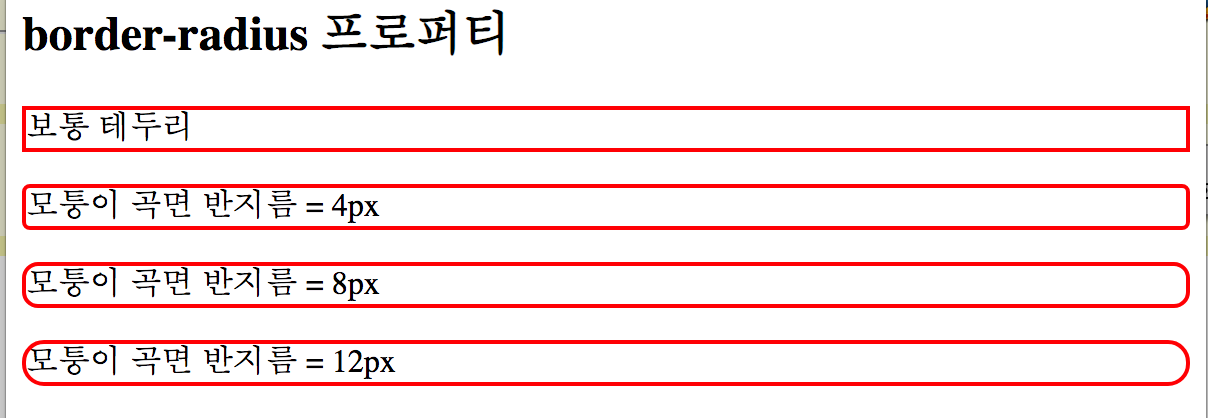 border-radius 프로퍼티
보통 테두리
모퉁이 곡면 반지름 = 4px
모퉁이 곡면 반지름 = 8px
모퉁이 곡면 반지름 = 12px